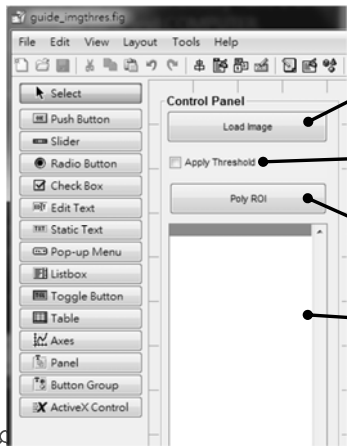 guide_imgthres.fig
File Edit View Layout Tools Help
Select
Push Button
Slider
Radio Button
Check Box
Edit Text
Static Text
Pop-up Menu
Listbox
Toggle Button
Table
Axes
Panel
Button Group
ActiveX Control
Control Panel
Load Image
Apply Threshold
Poly ROI